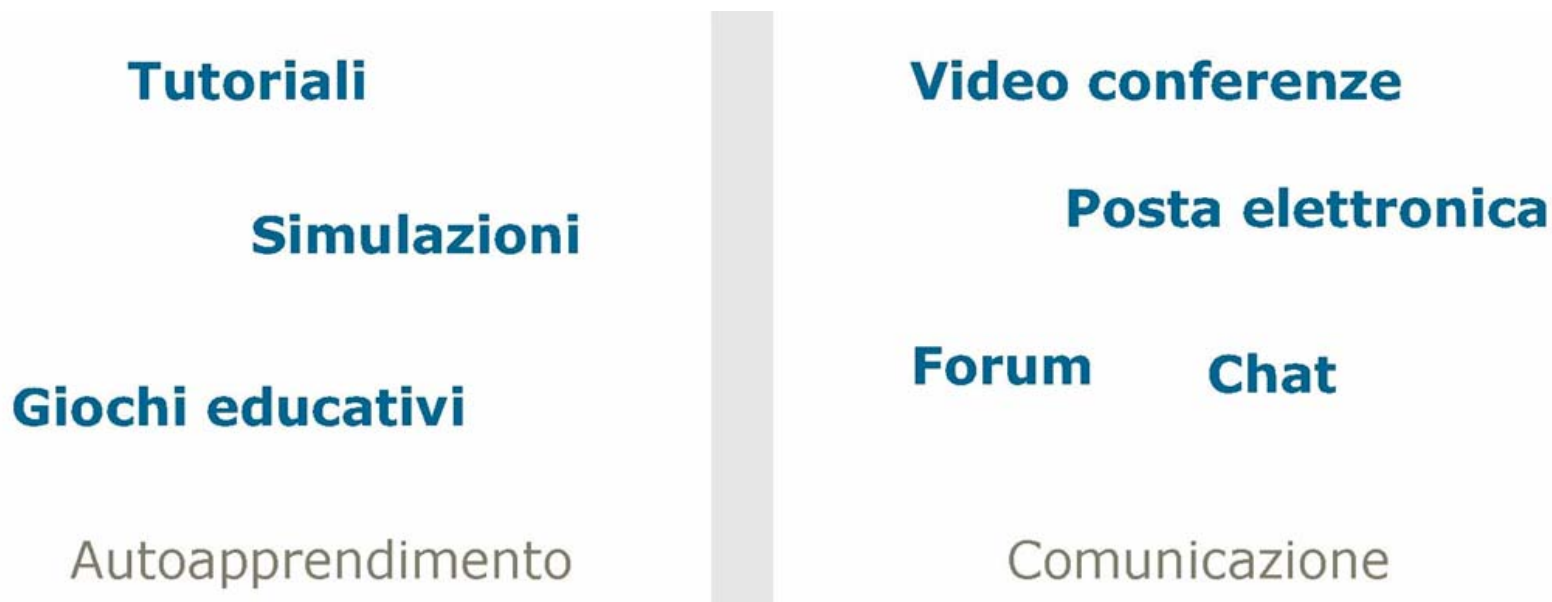 Tutoriali
Simulazioni
Giochi educativi
Autoapprendimento
Video conferenze
Posta elettronica
Forum
Chat
Comunicazione